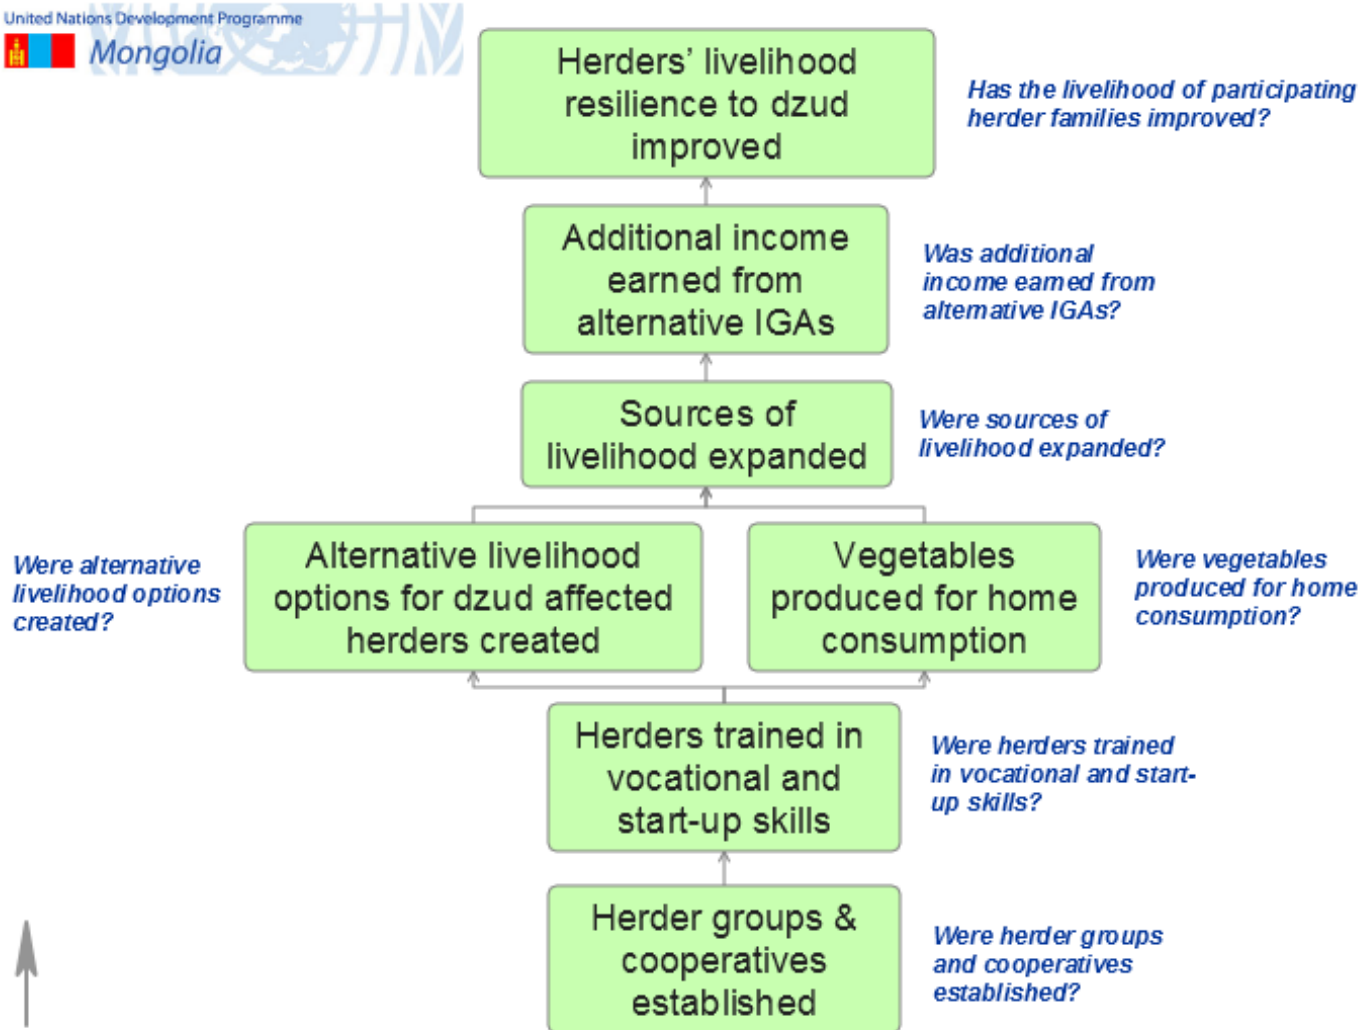 United Nations Development Programme
Mongolia
Herders’ livelihood
resilience to dzud
improved
Has the livelihood of participating
herder families improved?
Additional income
earned from
alternative IGAs
Was additional
income earned from
alternative IGAs?
Sources of
livelihood expanded
Were sources of
livelihood expanded?
Were alternative
livelihood options
created?
Alternative livelihood
options for dzud affected
herders created
Vegetables
produced for home
consumption
Were vegetables
produced for home
consumption?
Herders trained in
vocational and
start-up skills
Were herders trained
in vocational and start-
up skills?
Herder groups &
cooperatives
established
Were herder groups
and cooperatives
established?